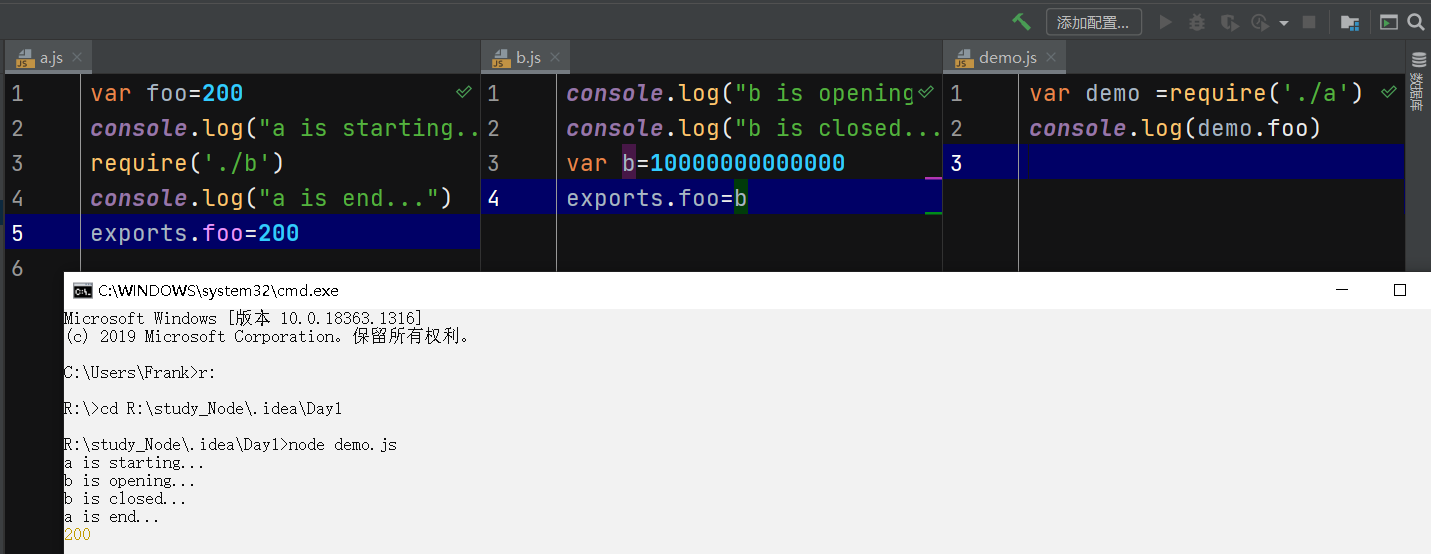 添加配置...
a.js
b.js
demo.js
数据库
1 var foo=200
2 console.log("a is starting..
3 require('./b')
4 console.log("a is end...")
5 exports.foo=200
6
1 console.log("b is opening
2 console.log("b is closed...
3 var b=10000000000000
4 exports.foo=b
1 var demo =require('./a')
2 console.log(demo.foo)
3
C:\WINDOWS\system32\cmd.exe
Microsoft Windows [版本 10.0.18363.1316]
(c) 2019 Microsoft Corporation。保留所有权利。
C:\Users\Frank>r:
R:\>cd R:\study_Node\.idea\Day1
R:\study_Node\.idea\Day1>node demo.js
a is starting...
b is opening...
b is closed...
a is end...
200